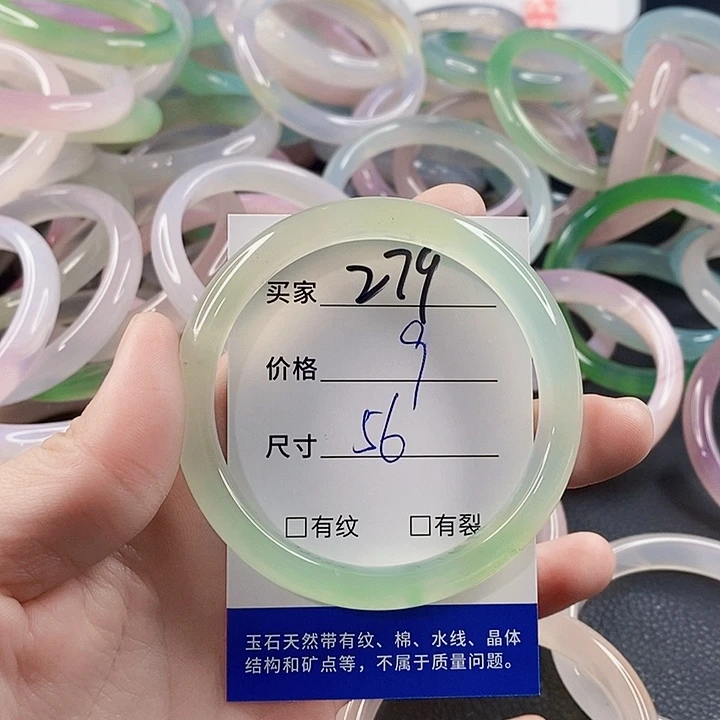 买家 279
价格 9
尺寸 56
□有纹 □有裂
玉石天然带有纹、棉、水线、晶体
结构和矿点等，不属于质量问题。